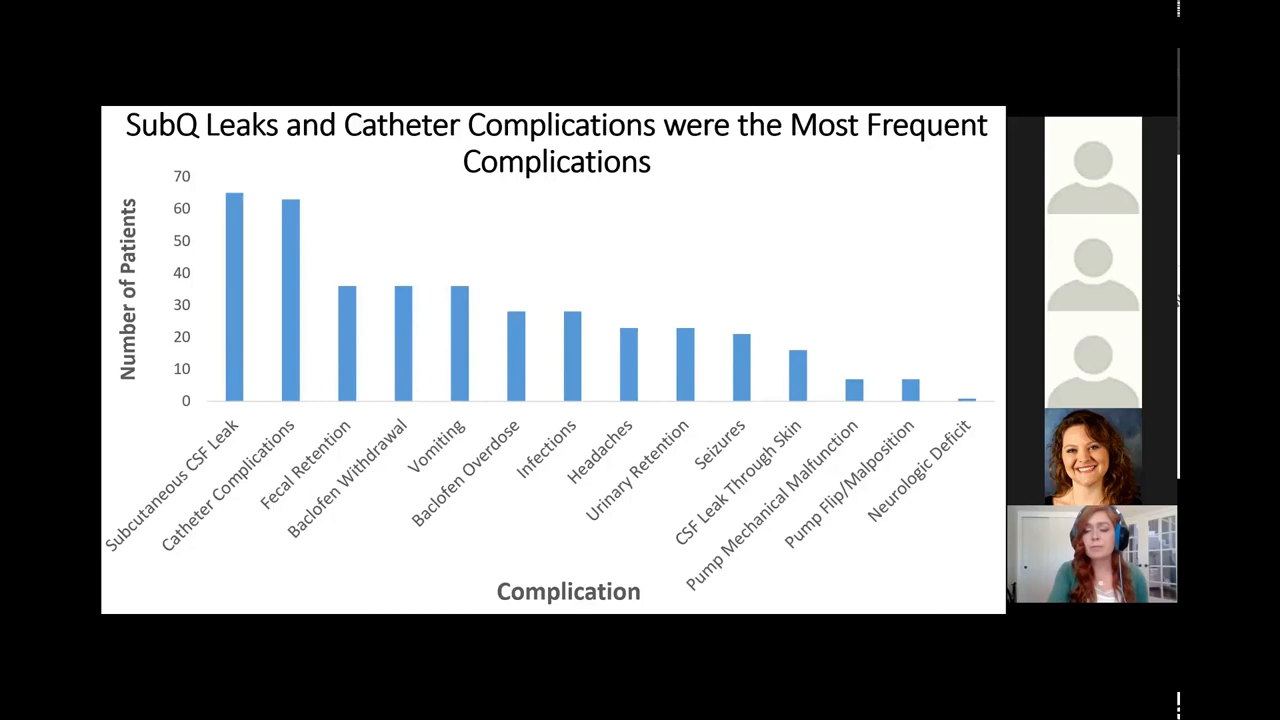 SubQ Leaks and Catheter Complications were the Most Frequent
Complications
Number of Patients
70
60
50
40
30
20
10
0
Subcutaneous CSF Leak
Catheter Complications
Fecal Retention
Baclofen Withdrawal
Vomiting
Baclofen Overdose
Infections
Headaches
Urinary Retention
Seizures
CSF Leak Through Skin
Pump Mechanical Malfunction
Pump Flip/Malposition
Neurologic Deficit
Complication